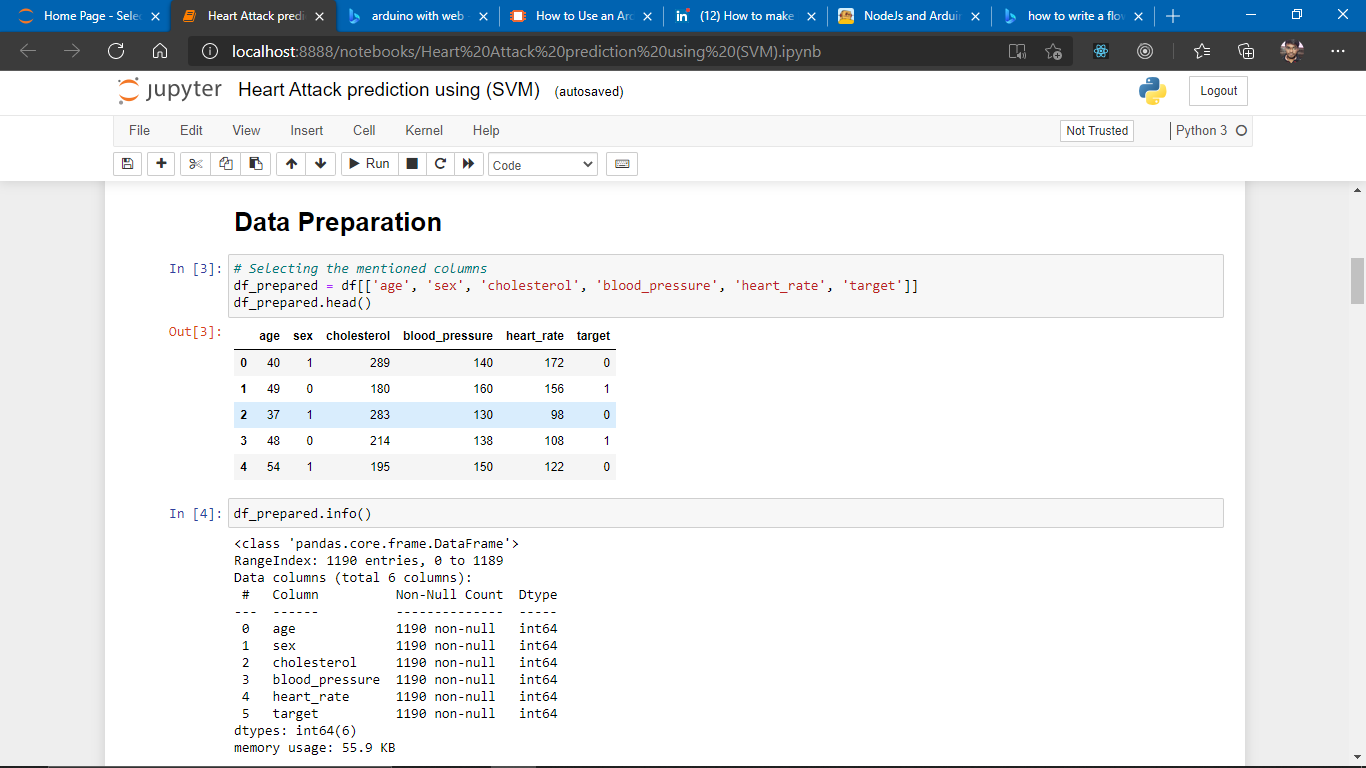 Home Page - Selec
Heart Attack predi
arduino with web
How to Use an Ard
(12) How to make
NodeJs and Arduin
how to write a flow
localhost:8888/notebooks/Heart%20Attack%20prediction%20using%20(SVM).ipynb
jupyter Heart Attack prediction using (SVM) (autosaved)
Logout
File Edit View Insert Cell Kernel Help
Not Trusted
Python 3
Run
Code
Data Preparation
In [3]: # Selecting the mentioned columns
df_prepared = df[['age', 'sex', 'cholesterol', 'blood_pressure', 'heart_rate', 'target']]
df_prepared.head()
Out[3]:
age sex cholesterol blood_pressure heart_rate target
0 40 1 289 140 172 0
1 49 0 180 160 156 1
2 37 1 283 130 98 0
3 48 0 214 138 108 1
4 54 1 195 150 122 0
In [4]: df_prepared.info()
<class 'pandas.core.frame.DataFrame'>
RangeIndex: 1190 entries, 0 to 1189
Data columns (total 6 columns):
# Column Non-Null Count Dtype
--- ------ -------------- -----
0 age 1190 non-null int64
1 sex 1190 non-null int64
2 cholesterol 1190 non-null int64
3 blood_pressure 1190 non-null int64
4 heart_rate 1190 non-null int64
5 target 1190 non-null int64
dtypes: int64(6)
memory usage: 55.9 KB